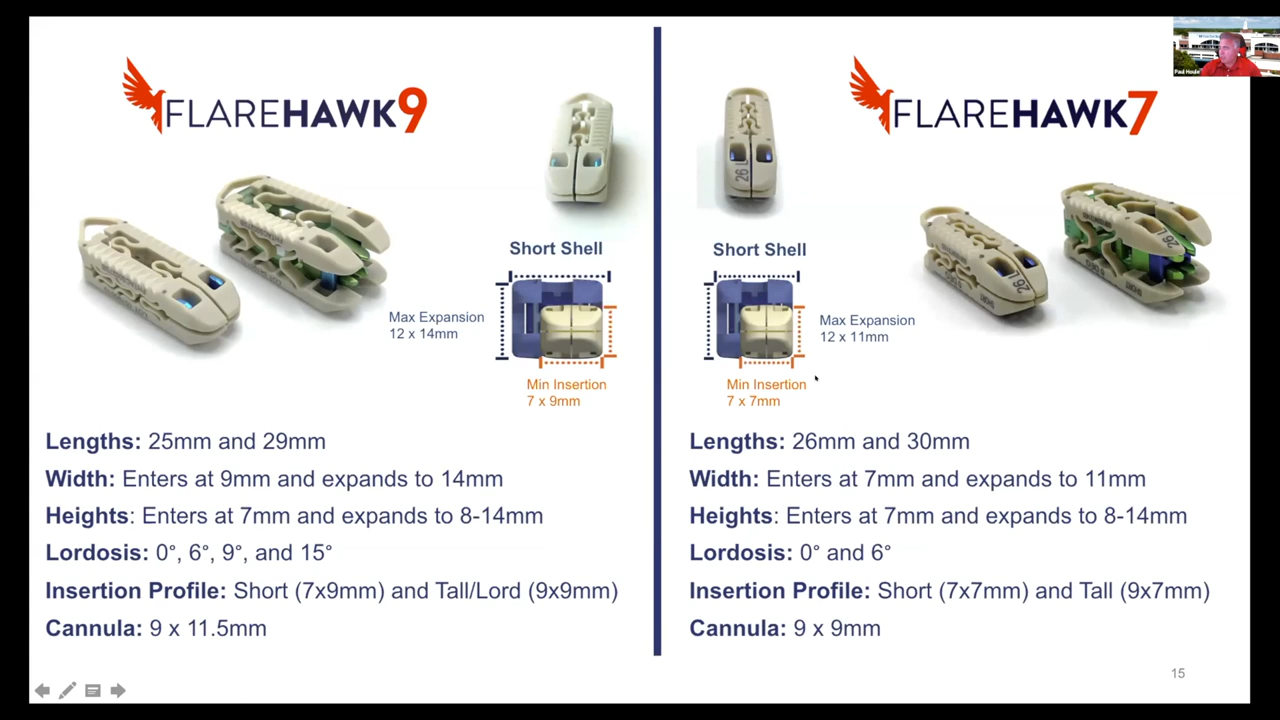 Paul Houle
FLAREHAWK9
Short Shell
Max Expansion
12 x 14mm
Min Insertion
7 x 9mm
Lengths: 25mm and 29mm
Width: Enters at 9mm and expands to 14mm
Heights: Enters at 7mm and expands to 8-14mm
Lordosis: 0°, 6°, 9°, and 15°
Insertion Profile: Short (7x9mm) and Tall/Lord (9x9mm)
Cannula: 9 x 11.5mm
FLAREHAWK7
26 L
26 L
26 L
Short Shell
Max Expansion
12 x 11mm
Min Insertion
7 x 7mm
Lengths: 26mm and 30mm
Width: Enters at 7mm and expands to 11mm
Heights: Enters at 7mm and expands to 8-14mm
Lordosis: 0° and 6°
Insertion Profile: Short (7x7mm) and Tall (9x7mm)
Cannula: 9 x 9mm
15